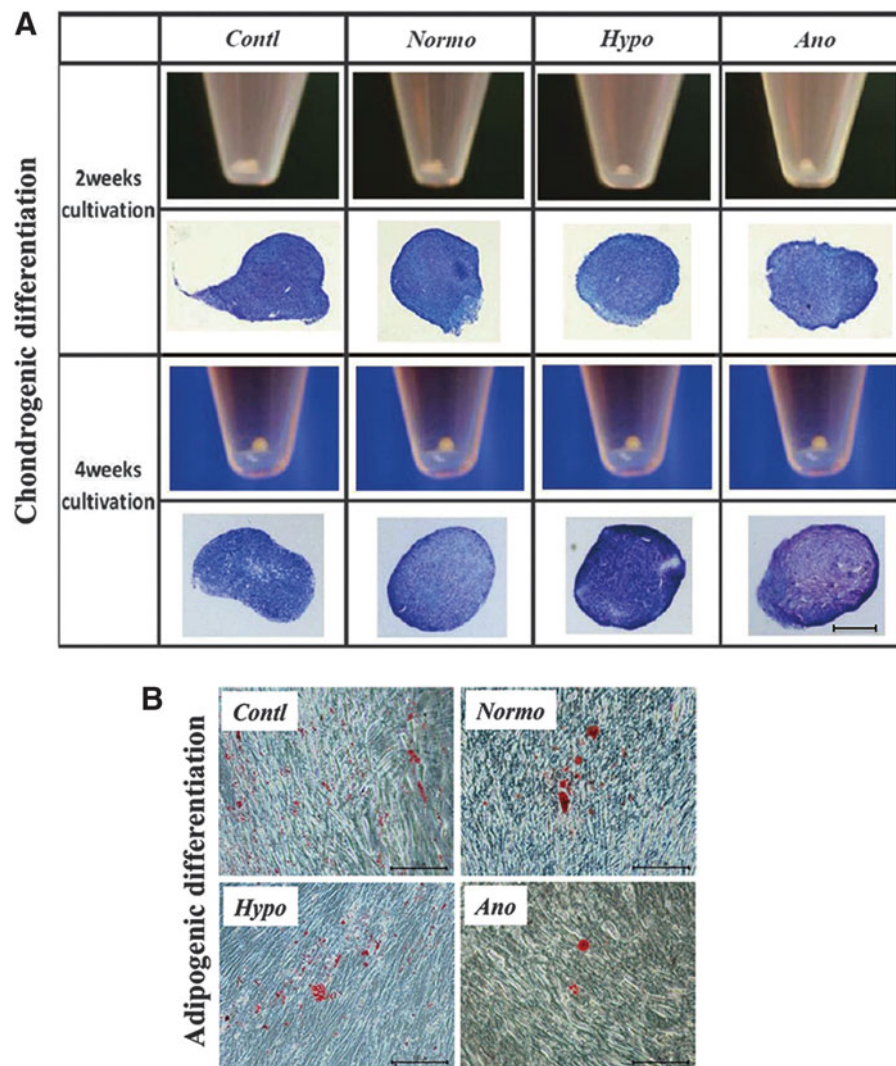 A
Contl Normo Hypo Ano
Chondrogenic differentiation
2weeks
cultivation
4weeks
cultivation
B
Adipogenic differentiation
Contl Normo
Hypo Ano